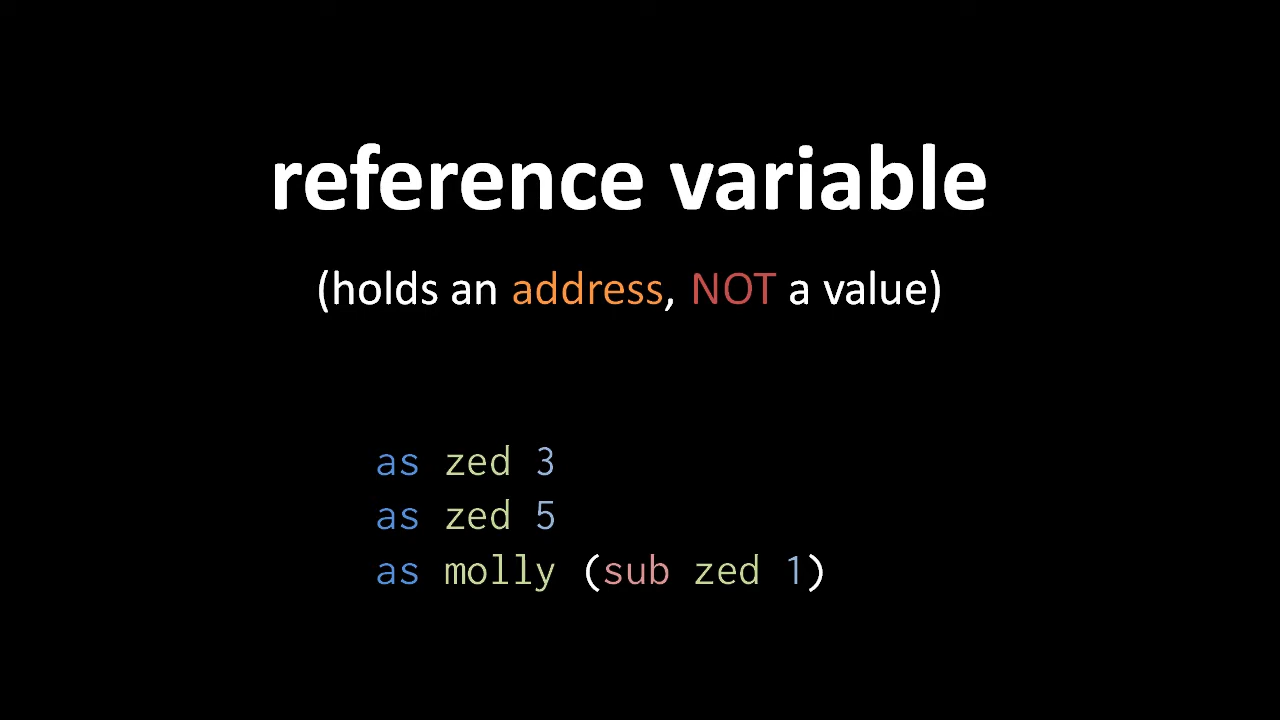 reference variable
(holds an address, NOT a value)
as zed 3
as zed 5
as molly (sub zed 1)